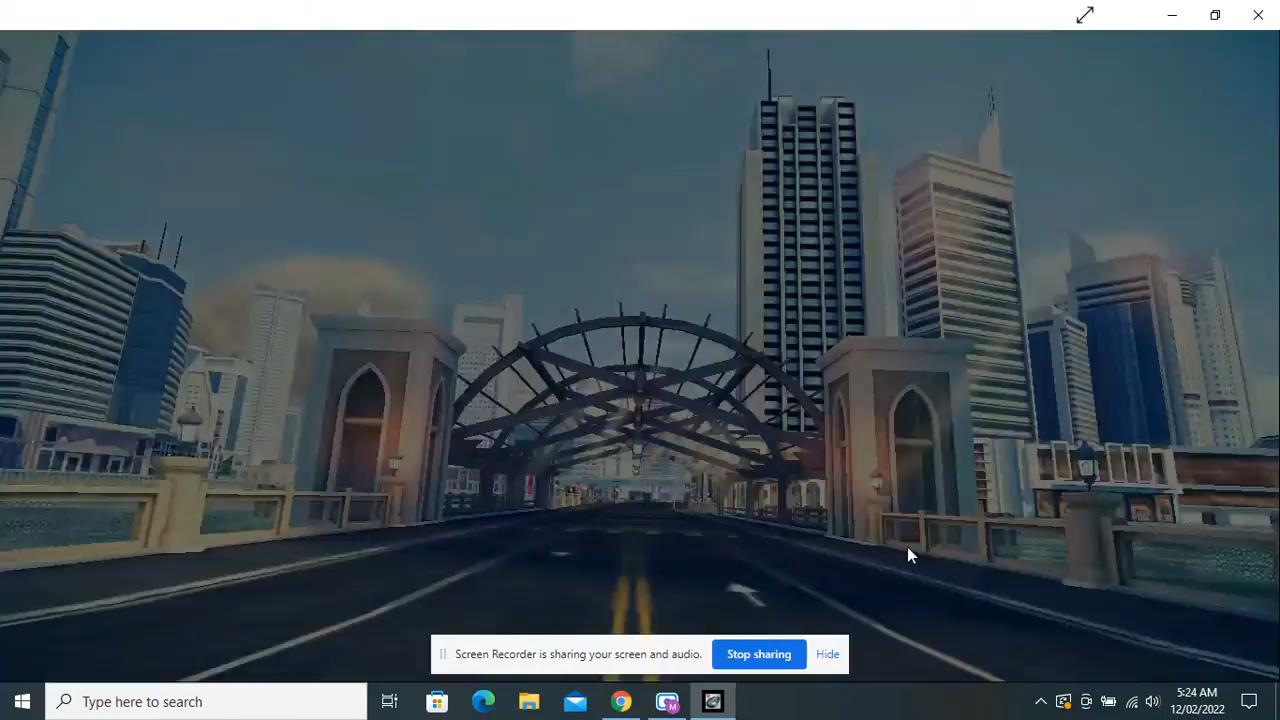 Screen Recorder is sharing your screen and audio. Stop sharing Hide
Type here to search
5:24 AM
12/02/2022